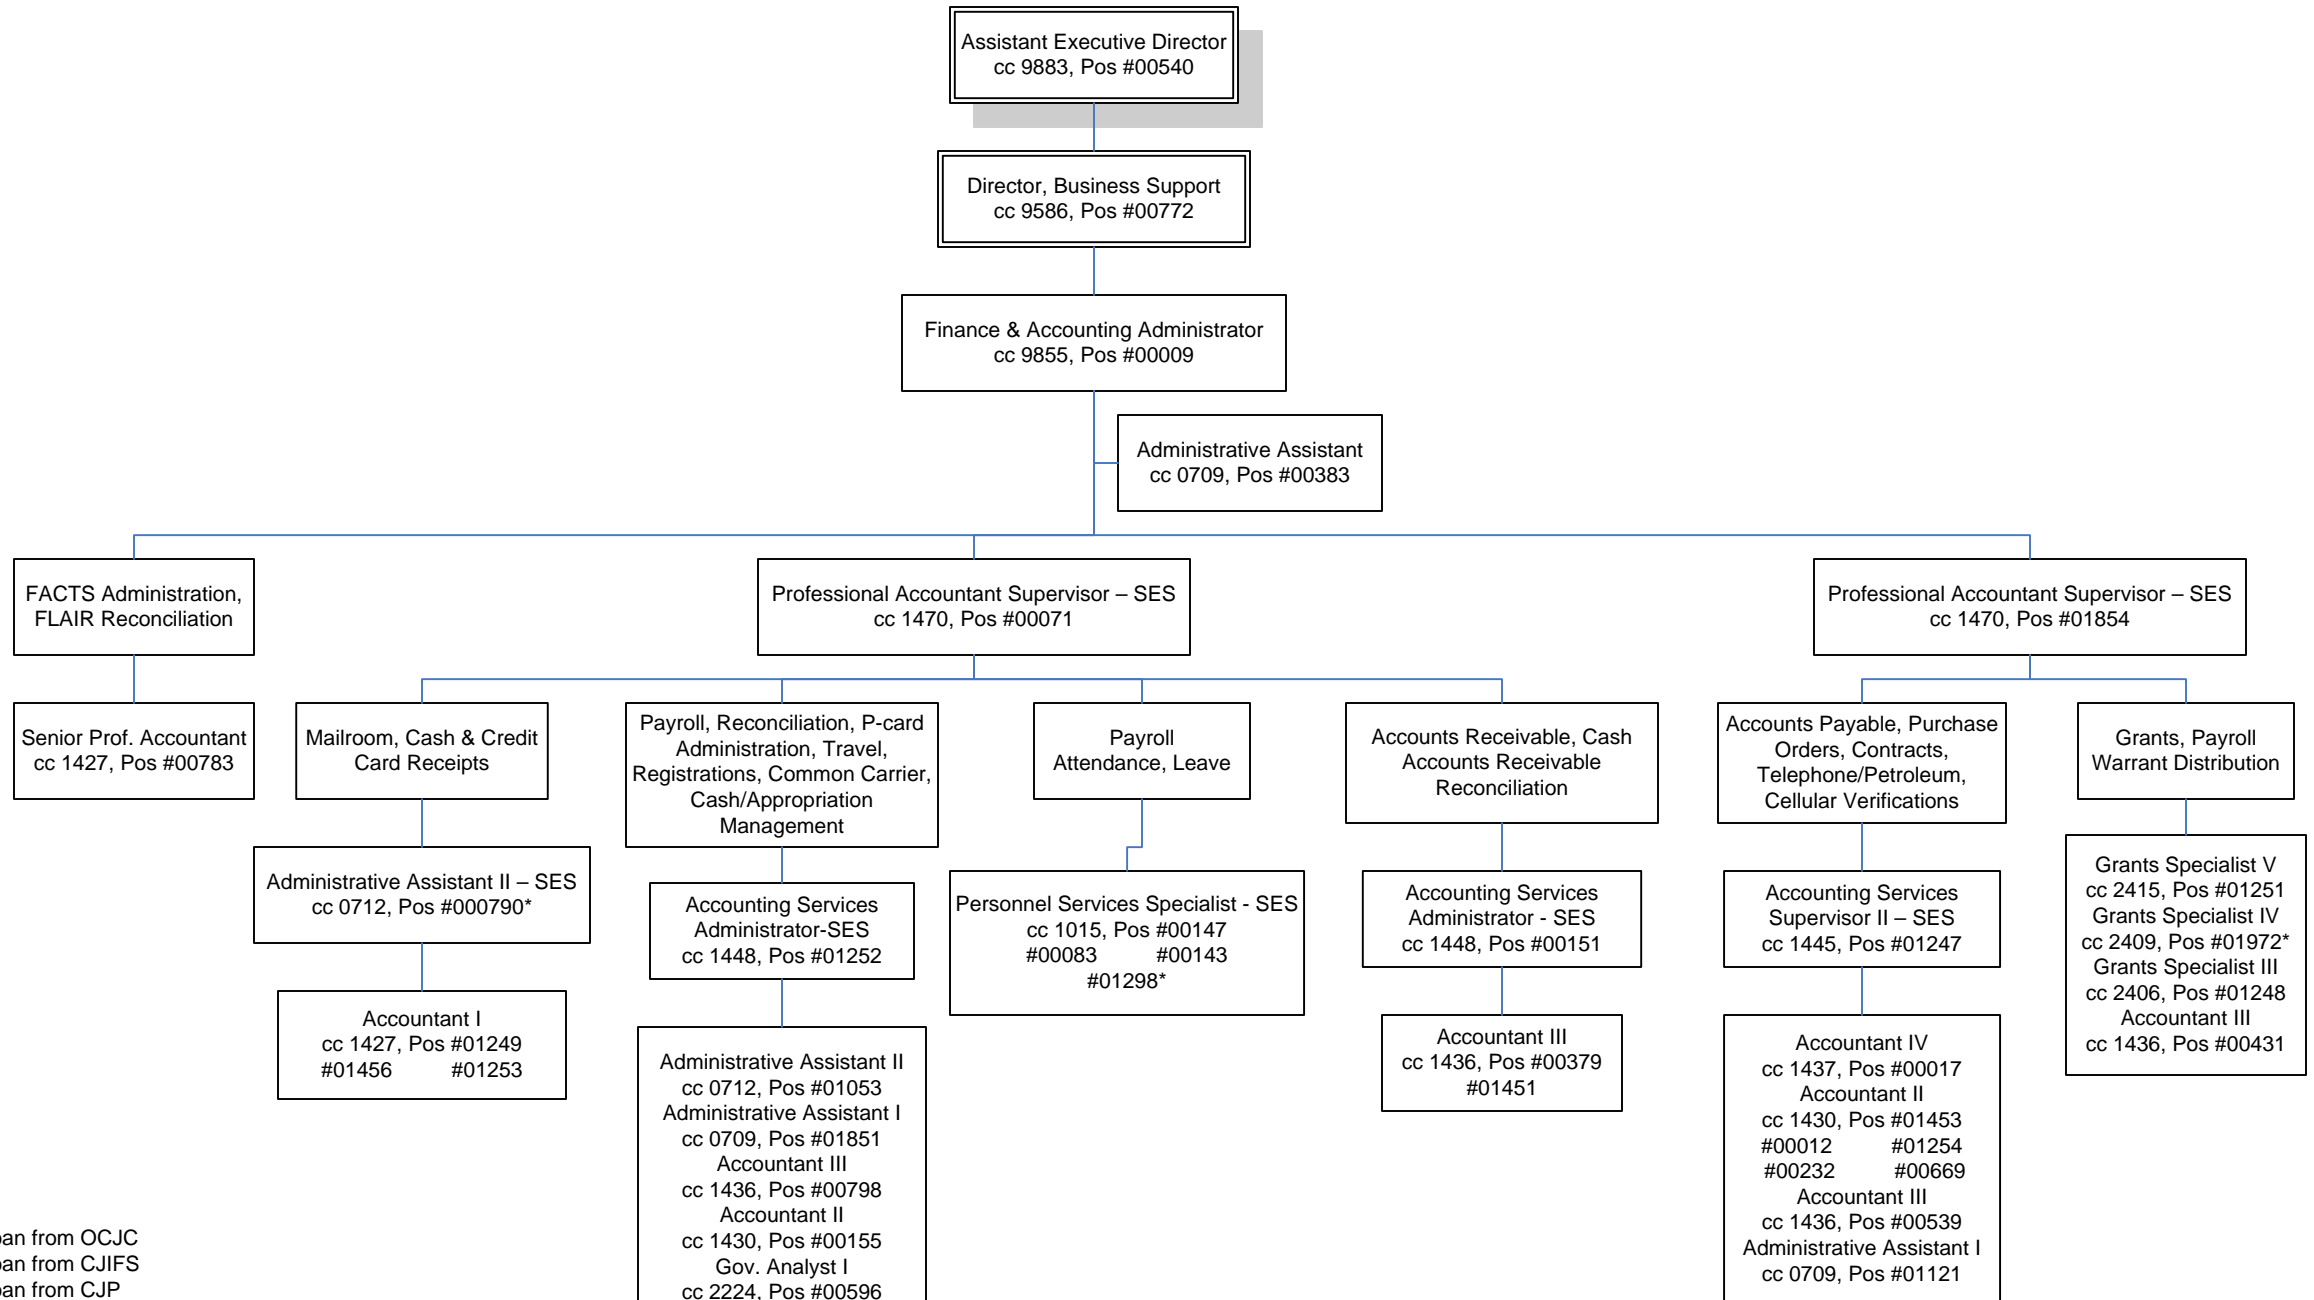 Assistant Executive Director
cc 9883, Pos #00540
Director, Business Support
cc 9586, Pos #00772
Finance & Accounting Administrator
cc 9855, Pos #00009
Administrative Assistant
cc 0709, Pos #00383
FACTS Administration,
FLAIR Reconciliation
Professional Accountant Supervisor – SES
cc 1470, Pos #00071
Professional Accountant Supervisor – SES
cc 1470, Pos #01854
Senior Prof. Accountant
cc 1427, Pos #00783
Mailroom, Cash & Credit
Card Receipts
Payroll, Reconciliation, P-card
Administration, Travel,
Registrations, Common Carrier,
Cash/Appropriation
Management
Payroll
Attendance, Leave
Accounts Receivable, Cash
Accounts Receivable
Reconciliation
Accounts Payable, Purchase
Orders, Contracts,
Telephone/Petroleum,
Cellular Verifications
Grants, Payroll
Warrant Distribution
Administrative Assistant II – SES
cc 0712, Pos #000790*
Accounting Services
Administrator-SES
cc 1448, Pos #01252
Personnel Services Specialist - SES
cc 1015, Pos #00147
#00083 #00143
#01298*
Accounting Services
Administrator - SES
cc 1448, Pos #00151
Accounting Services
Supervisor II – SES
cc 1445, Pos #01247
Grants Specialist V
cc 2415, Pos #01251
Grants Specialist IV
cc 2409, Pos #01972*
Grants Specialist III
cc 2406, Pos #01248
Accountant III
cc 1436, Pos #00431
Accountant I
cc 1427, Pos #01249
#01456 #01253
Administrative Assistant II
cc 0712, Pos #01053
Administrative Assistant I
cc 0709, Pos #01851
Accountant III
cc 1436, Pos #00798
Accountant II
cc 1430, Pos #00155
Gov. Analyst I
cc 2224, Pos #00596
Accountant III
cc 1436, Pos #00379
#01451
Accountant IV
cc 1437, Pos #00017
Accountant II
cc 1430, Pos #01453
#00012 #01254
#00232 #00669
Accountant III
cc 1436, Pos #00539
Administrative Assistant I
cc 0709, Pos #01121
from OCJC
from CJIFS
from CJP